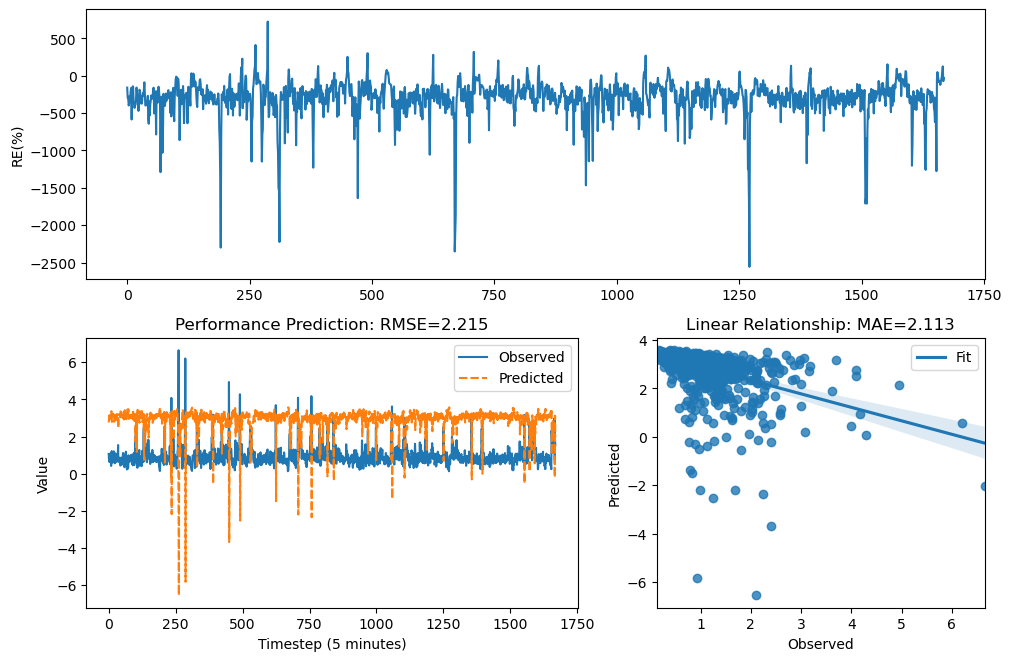 500
0
−500
−1000
−1500
−2000
−2500
RE(%)
0 250 500 750 1000 1250 1500 1750
Performance Prediction: RMSE=2.215
Observed
Predicted
6
4
2
0
−2
−4
−6
Value
0 250 500 750 1000 1250 1500 1750
Timestep (5 minutes)
Linear Relationship: MAE=2.113
Fit
4
2
0
−2
−4
−6
Predicted
1 2 3 4 5 6
Observed